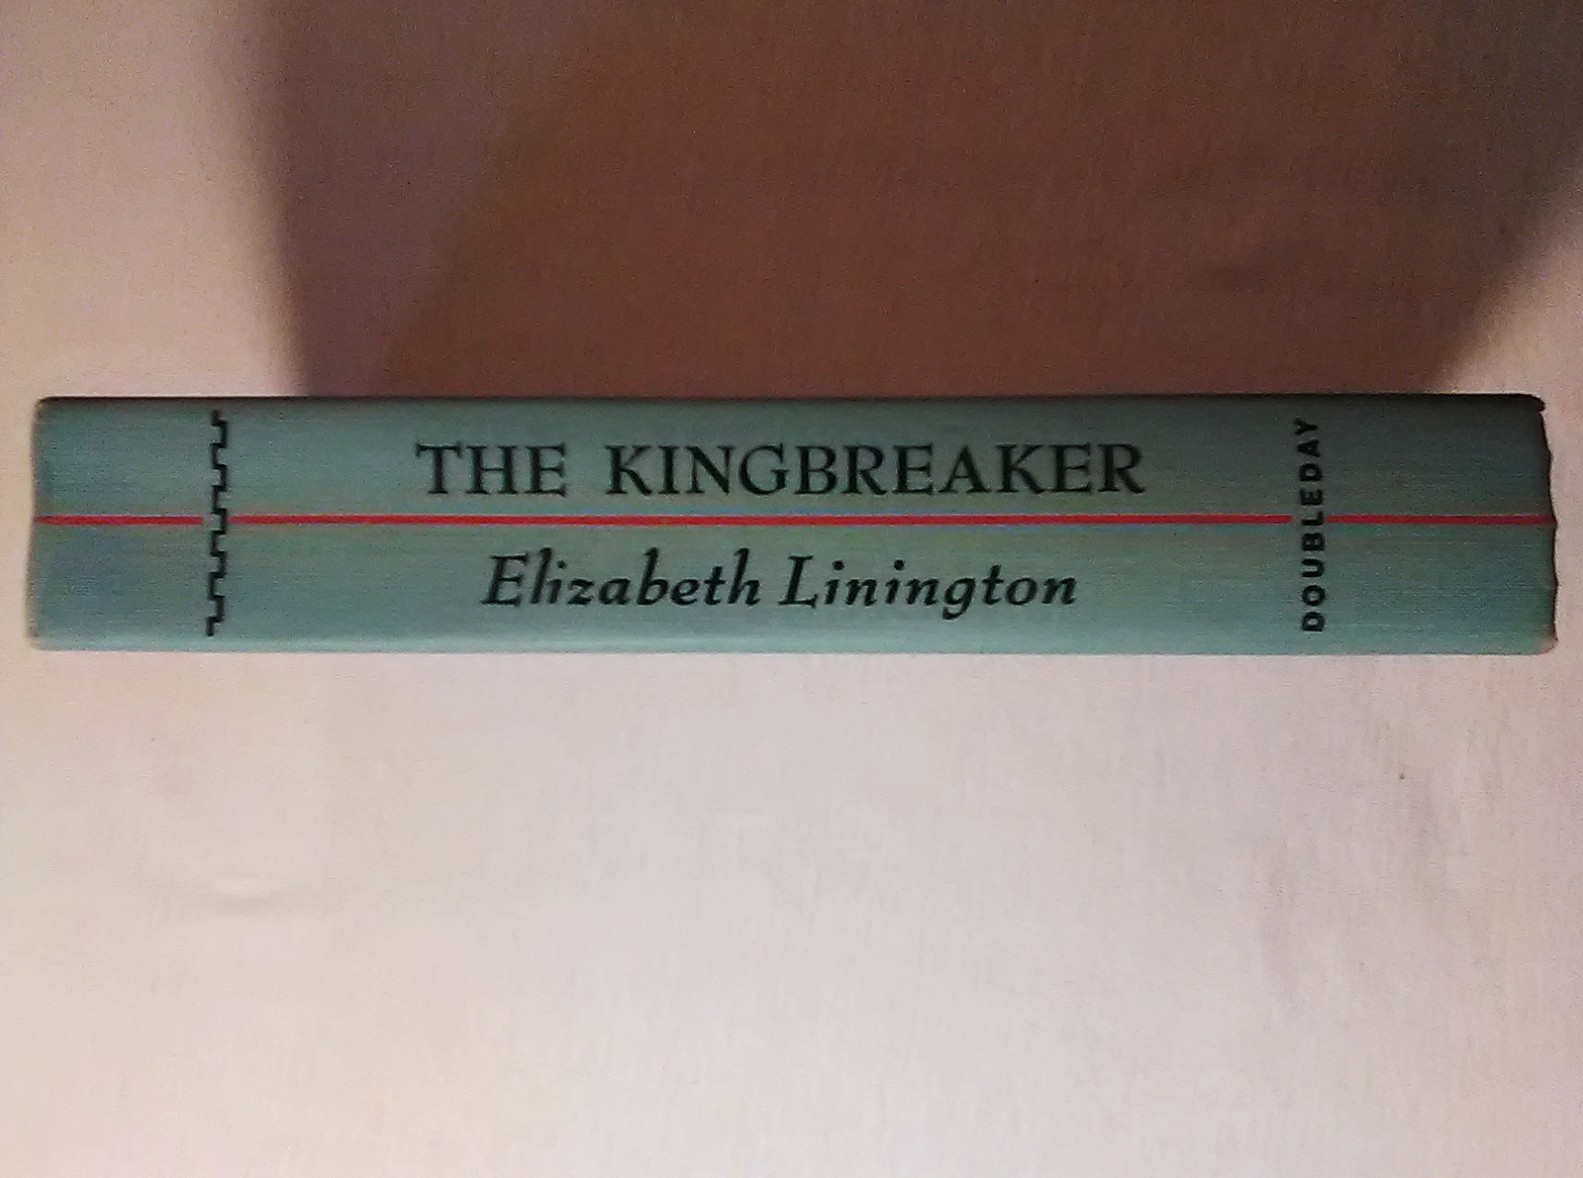 THE KINGBREAKER
Elizabeth Linington
DOUBLEDAY